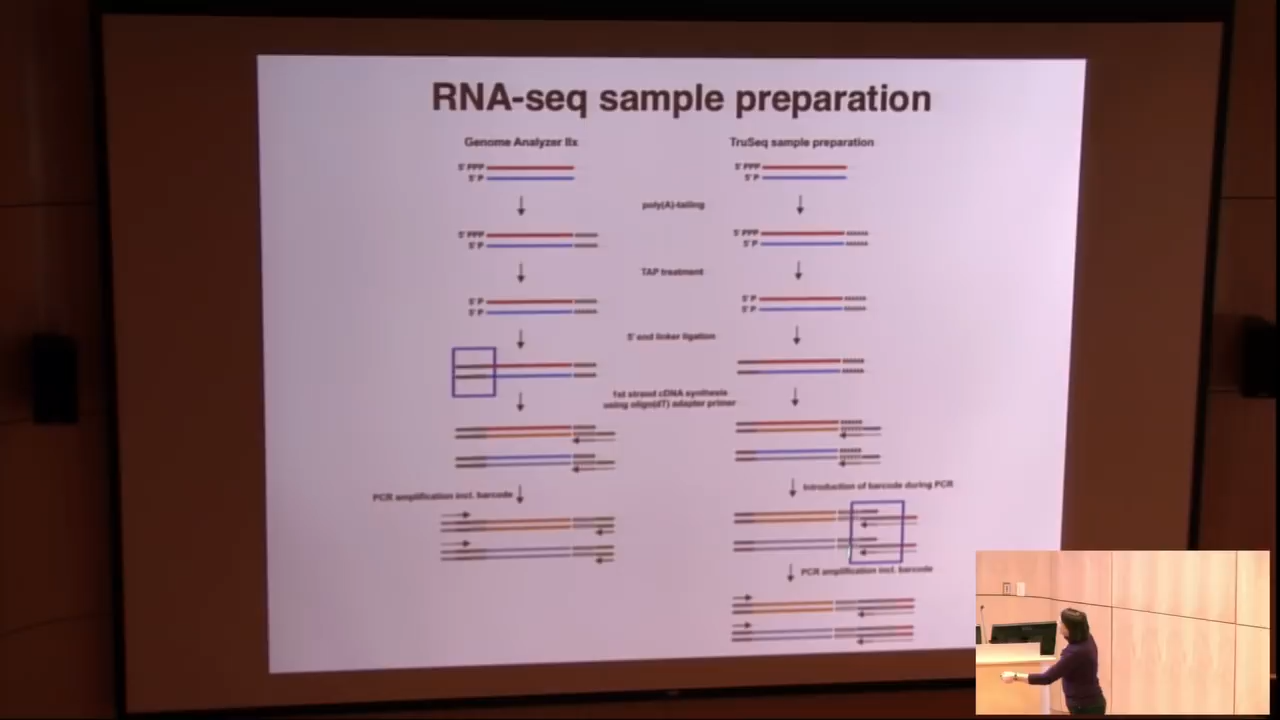 RNA-seq sample preparation
Genome Analyzer IIx
TruSeq sample preparation
5' PPP
5' P
5' PPP
5' P
poly(A)-tailing
5' PPP
5' P
5' PPP
5' P
TAP treatment
5' P
5' P
5' P
5' P
5' end linker ligation
1st strand cDNA synthesis
using oligo(dT) adapter primer
PCR amplification incl. barcode
Introduction of barcode during PCR
PCR amplification incl. barcode